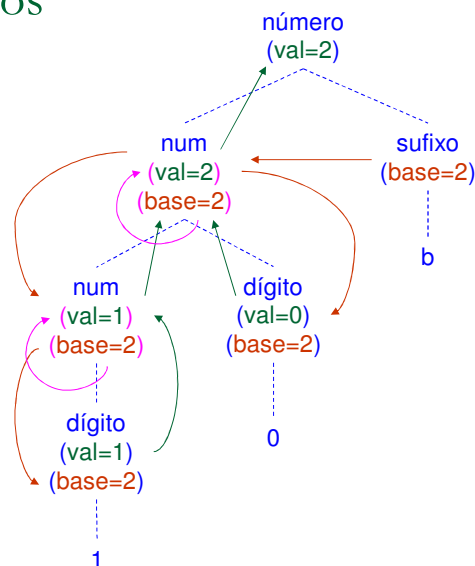 os
número
(val=2)
num
(val=2)
(base=2)
sufixo
(base=2)
b
num
(val=1)
(base=2)
dígito
(val=0)
(base=2)
dígito
(val=1)
(base=2)
0
1